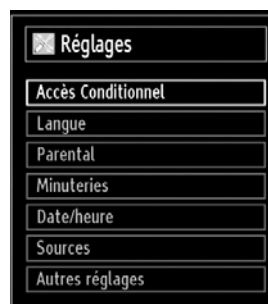 Réglages
Accès Conditionnel
Langue
Parental
Minuteries
Date/heure
Sources
Autres réglages